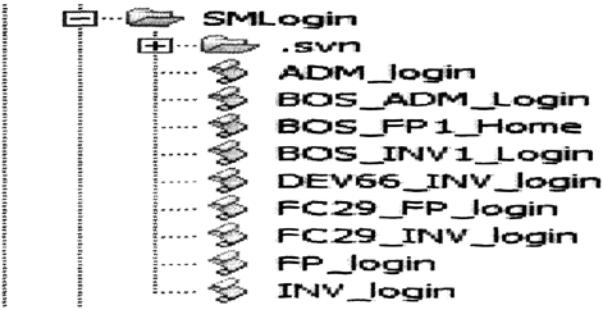 SMLogin
.svn
ADM_login
BOS_ADM_Login
BOS_FP1_Home
BOS_INV1_Login
DEV66_INV_login
FC29_FP_login
FC29_INV_login
FP_login
INV_login